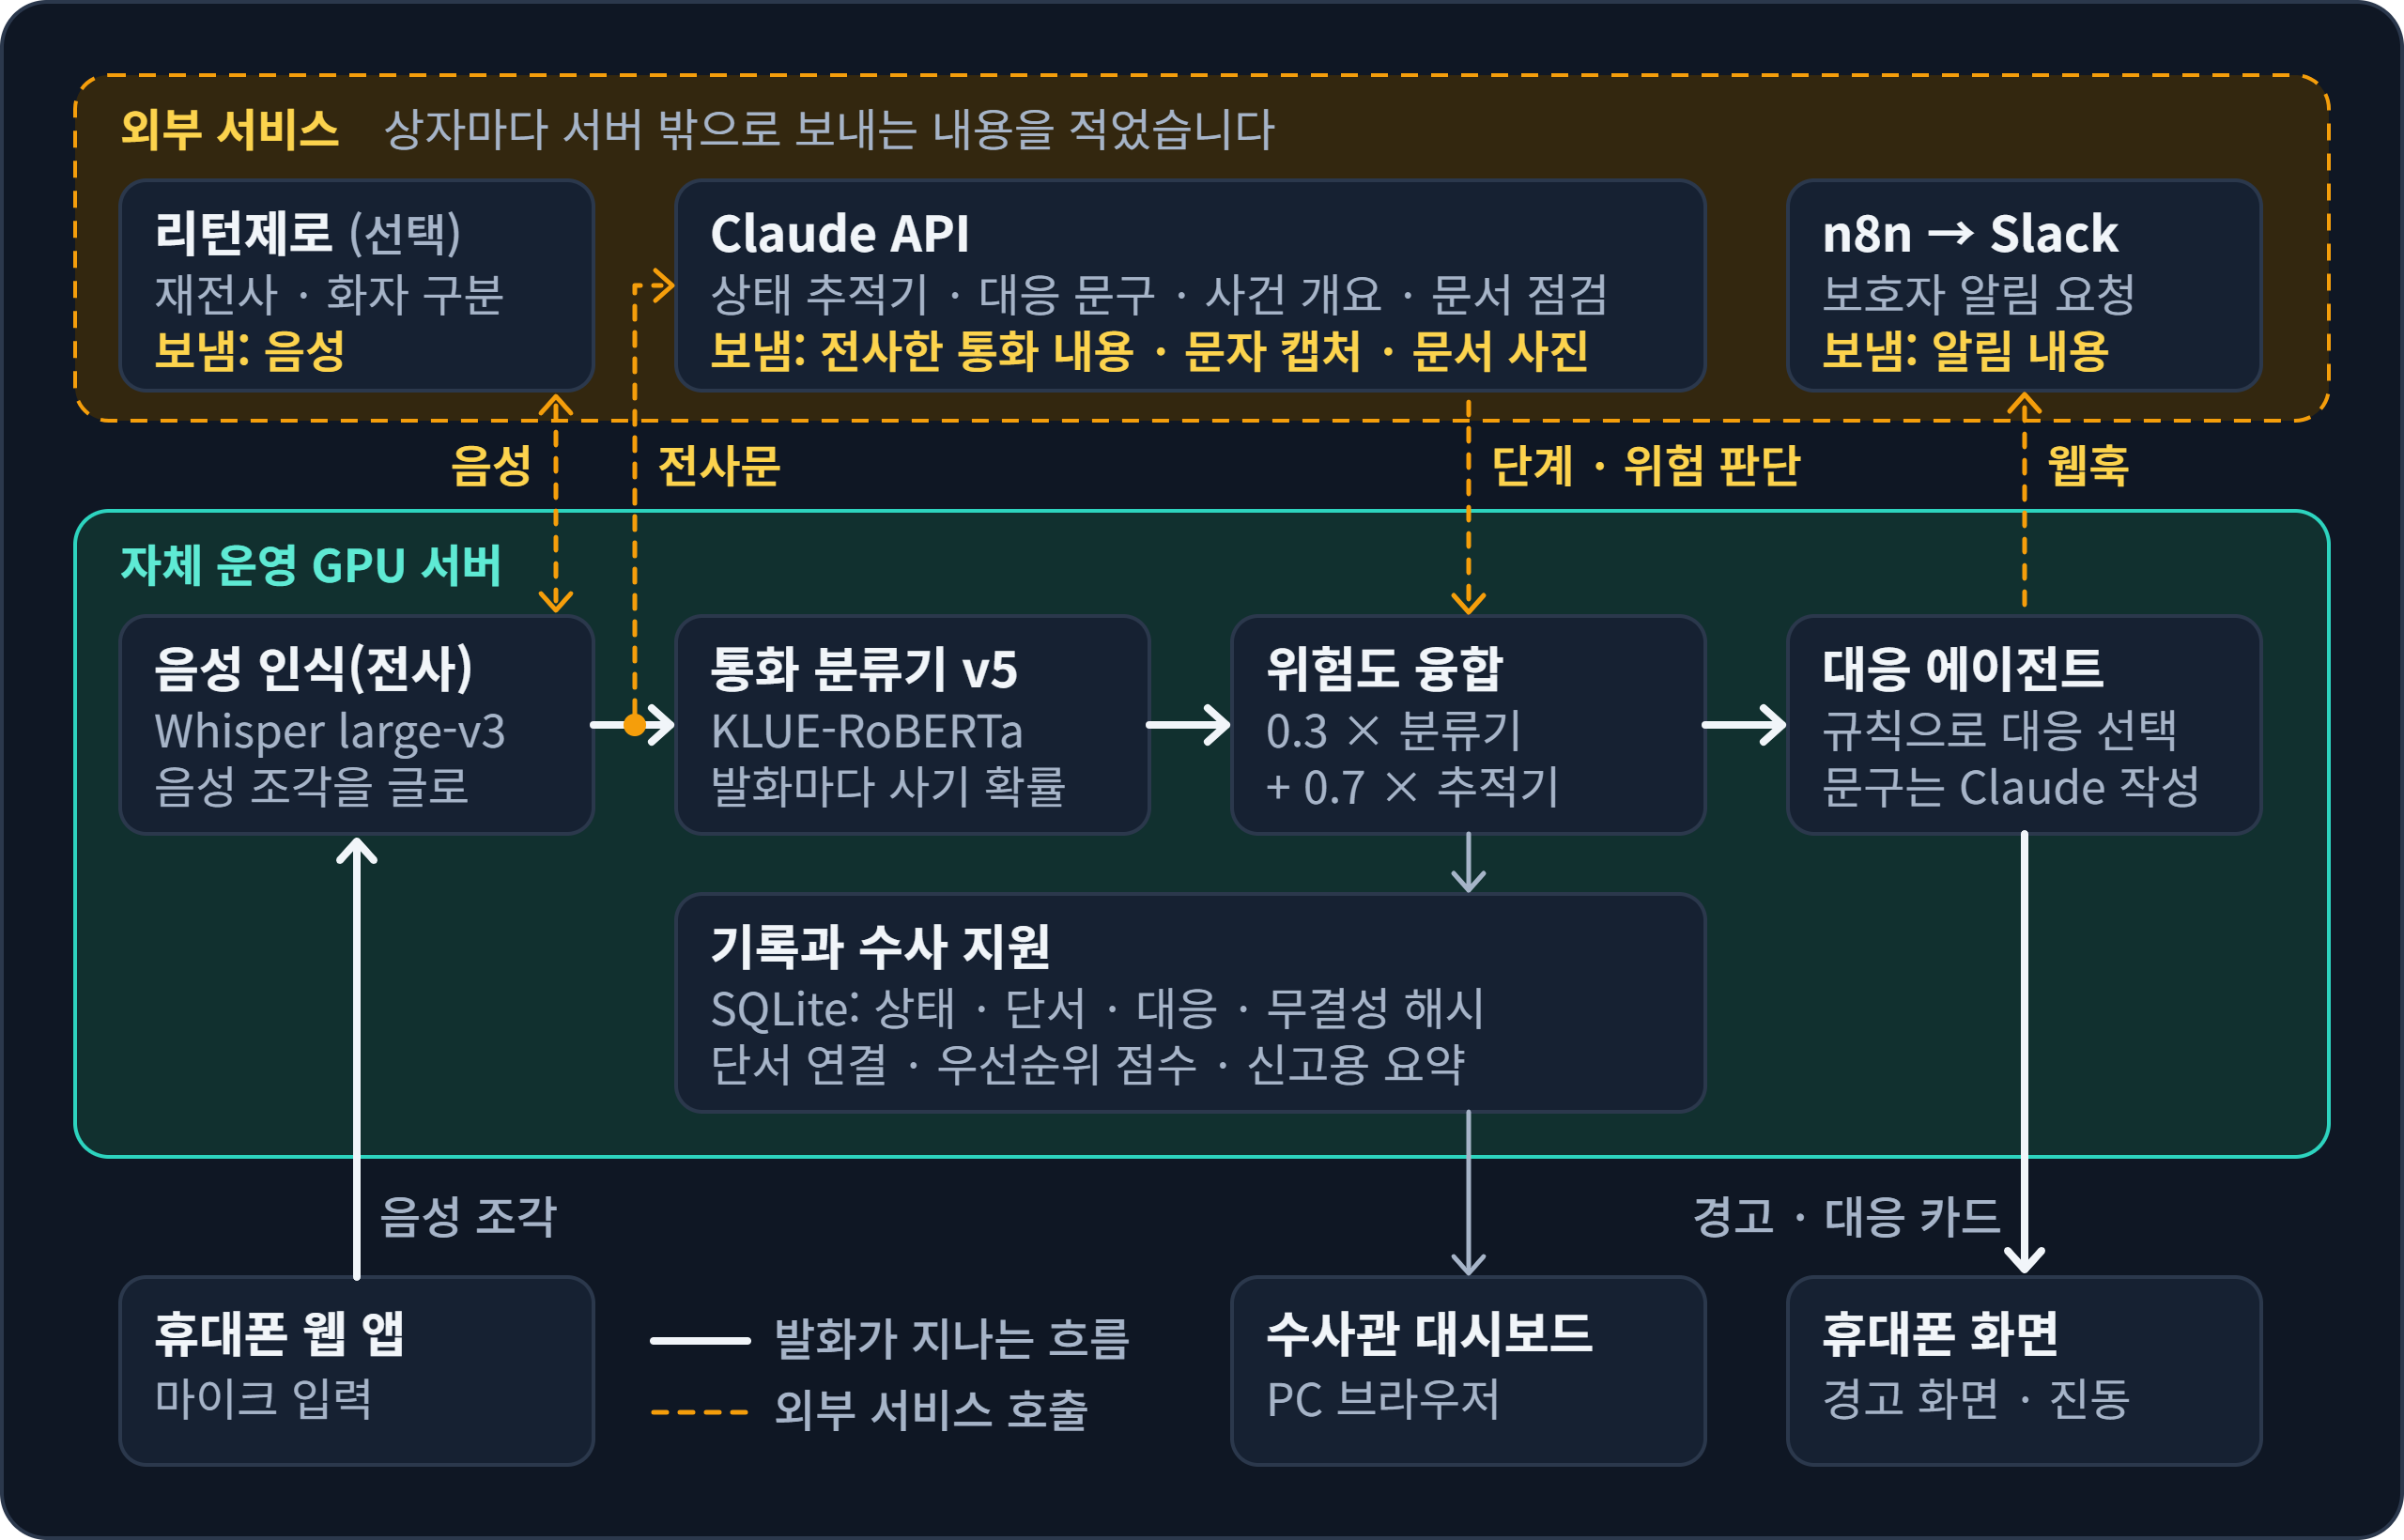 외부 서비스 상자마다 서버 밖으로 보내는 내용을 적었습니다
리턴제로 (선택)
재전사 · 화자 구분
보냄: 음성
Claude API
상태 추적기 · 대응 문구 · 사건 개요 · 문서 점검
보냄: 전사한 통화 내용 · 문자 캡처 · 문서 사진
n8n → Slack
보호자 알림 요청
보냄: 알림 내용
음성
전사문
단계 · 위험 판단
웹훅
자체 운영 GPU 서버
음성 인식(전사)
Whisper large-v3
음성 조각을 글로
통화 분류기 v5
KLUE-RoBERTa
발화마다 사기 확률
위험도 융합
0.3 × 분류기
+ 0.7 × 추적기
대응 에이전트
규칙으로 대응 선택
문구는 Claude 작성
기록과 수사 지원
SQLite: 상태 · 단서 · 대응 · 무결성 해시
단서 연결 · 우선순위 점수 · 신고용 요약
음성 조각
경고 · 대응 카드
휴대폰 웹 앱
마이크 입력
발화가 지나는 흐름
외부 서비스 호출
수사관 대시보드
PC 브라우저
휴대폰 화면
경고 화면 · 진동